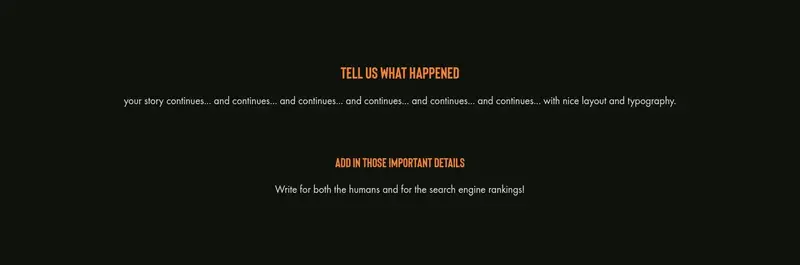 TELL US WHAT HAPPENED
your story continues... and continues... and continues... and continues... and continues... and continues... with nice layout and typography.
ADD IN THOSE IMPORTANT DETAILS
Write for both the humans and for the search engine rankings!